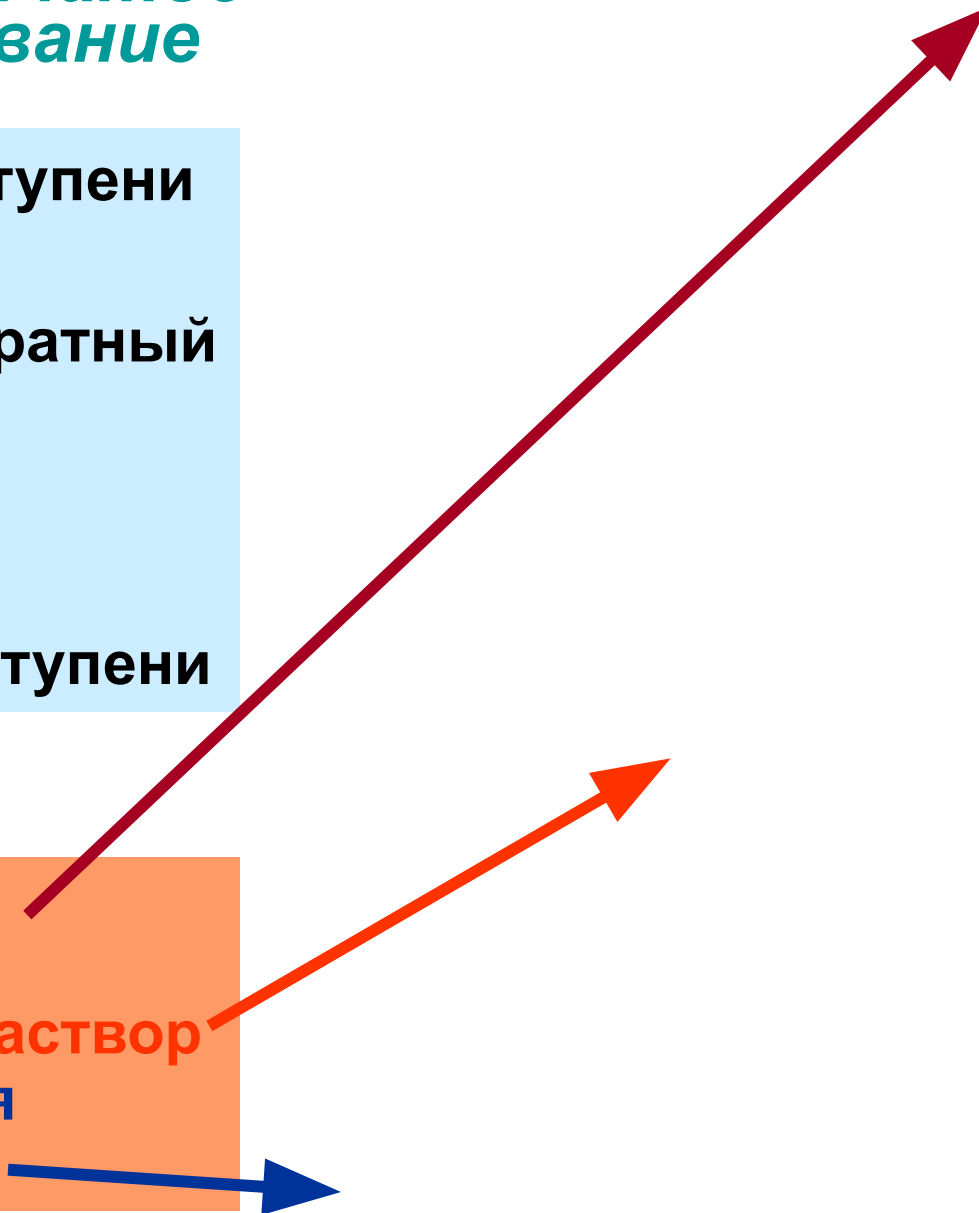 вание
тупени
ратный
тупени
аствор
я